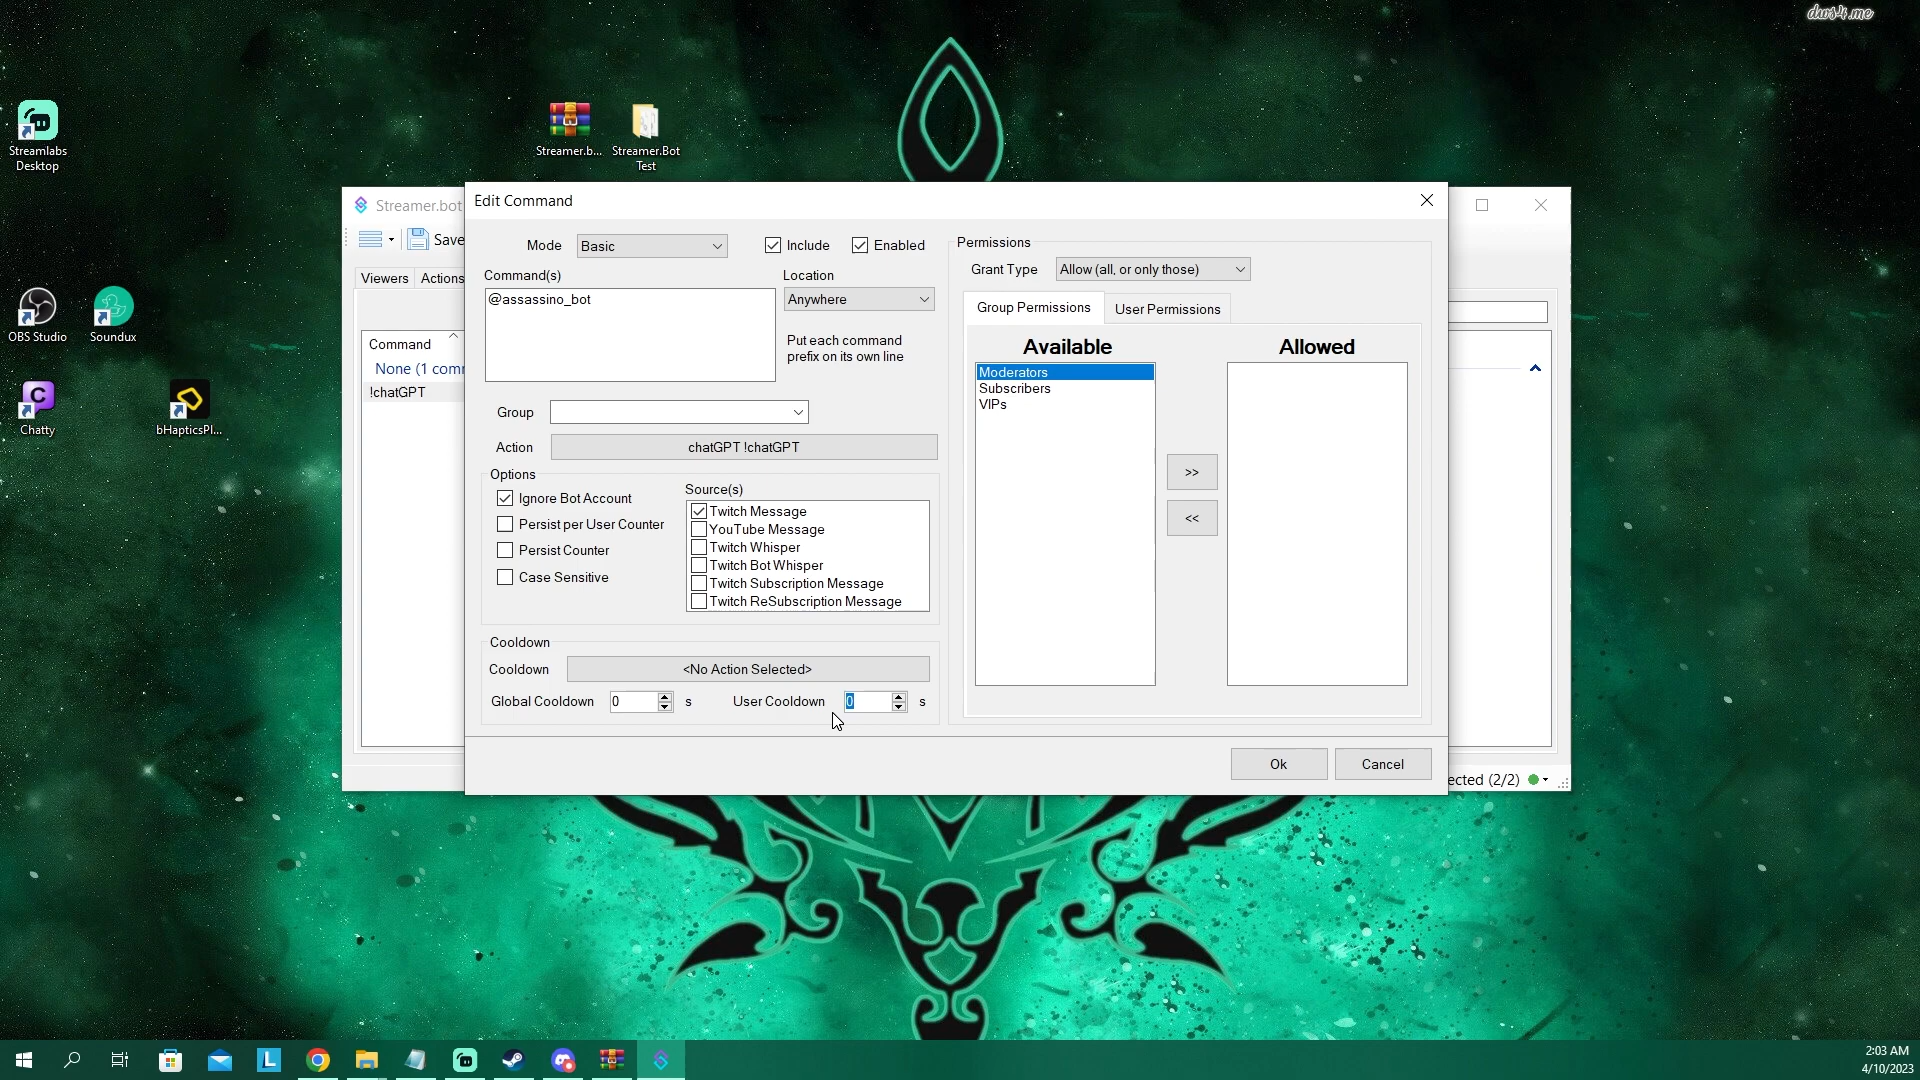 dws4.me
Streamlabs
Desktop
Streamer.b...
Streamer.Bot
Test
OBS Studio
Soundux
Chatty
bHapticsPl...
Streamer.bot
Save
Viewers
Actions
Command
None (1 comm
!chatGPT
ected (2/2)
Edit Command
Mode
Basic
Include
Enabled
Command(s)
@assassino_bot
Location
Anywhere
Put each command
prefix on its own line
Group
Action
chatGPT !chatGPT
Options
Ignore Bot Account
Persist per User Counter
Persist Counter
Case Sensitive
Source(s)
Twitch Message
YouTube Message
Twitch Whisper
Twitch Bot Whisper
Twitch Subscription Message
Twitch ReSubscription Message
Cooldown
Cooldown
<No Action Selected>
Global Cooldown 0 s
User Cooldown 0 s
Permissions
Grant Type
Allow (all, or only those)
Group Permissions
User Permissions
Available
Moderators
Subscribers
VIPs
>>
<<
Allowed
Ok
Cancel
2:03 AM
4/10/2023